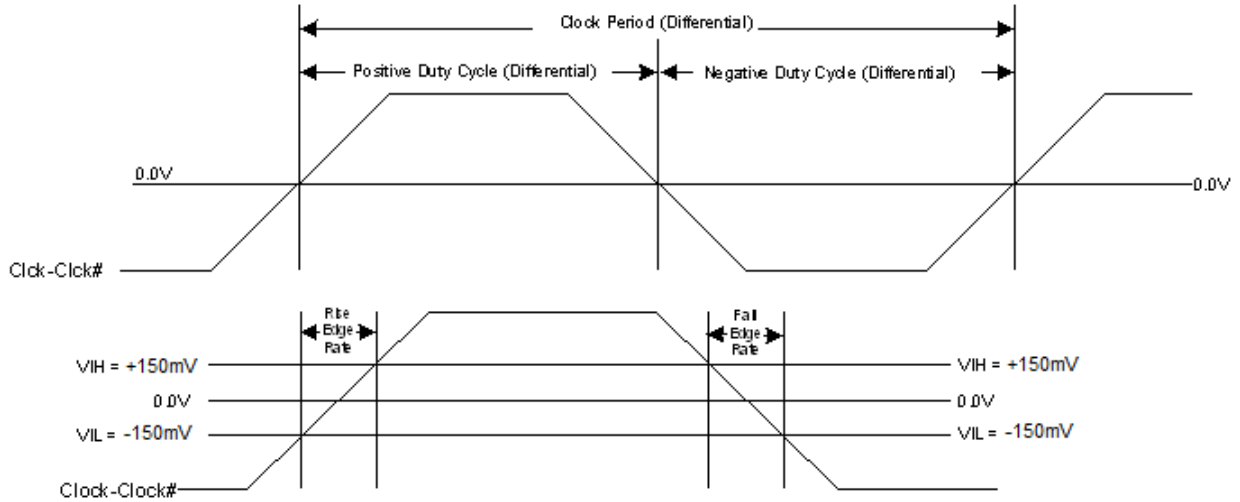 Clock Period (Differential)
Positive Duty Cycle (Differential)
Negative Duty Cycle (Differential)
0.0V
0.0V
Clck-Clck#
Rise
Edge
Rate
Fall
Edge
Rate
VIH = +150mV
VIH = +150mV
0.0V
0.0V
VIL = -150mV
VIL = -150mV
Clock-Clock#